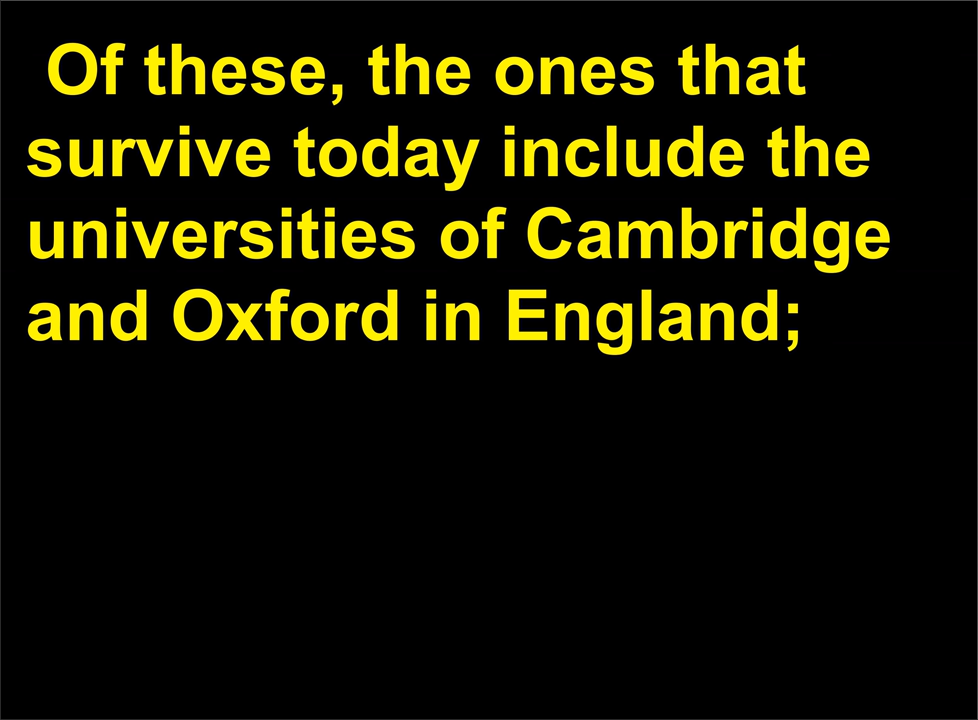 Of these, the ones that
survive today include the
universities of Cambridge
and Oxford in England;